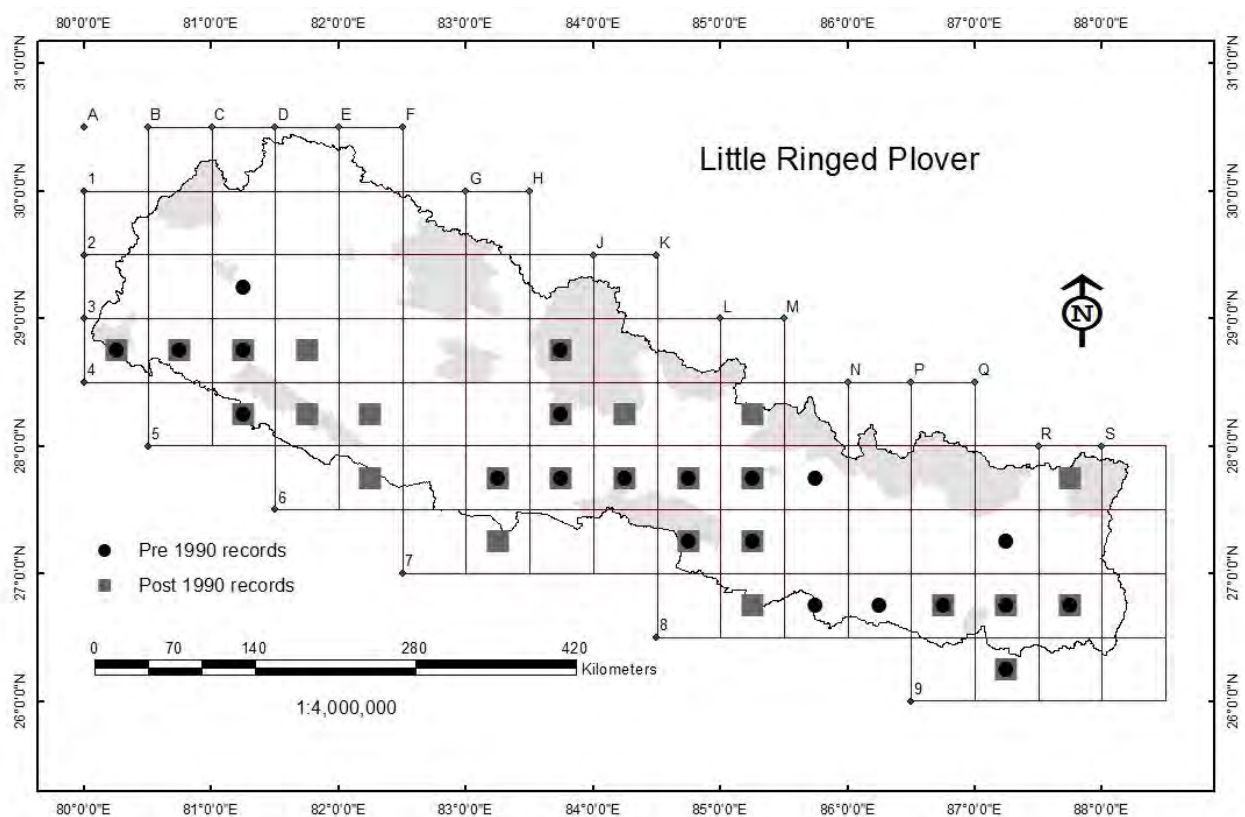 80°0'0"E 81°0'0"E 82°0'0"E 83°0'0"E 84°0'0"E 85°0'0"E 86°0'0"E 87°0'0"E 88°0'0"E
31°0'0"N 31°0'0"N
A B C D E F
Little Ringed Plover
30°0'0"N 1 G H 30°0'0"N
2 J K
N
29°0'0"N 3 L M 29°0'0"N
4 N P Q
28°0'0"N 5 R S 28°0'0"N
6
Pre 1990 records
27°0'0"N 7 27°0'0"N
Post 1990 records
8
0 70 140 280 420
Kilometers
26°0'0"N 9 26°0'0"N
1:4,000,000
80°0'0"E 81°0'0"E 82°0'0"E 83°0'0"E 84°0'0"E 85°0'0"E 86°0'0"E 87°0'0"E 88°0'0"E